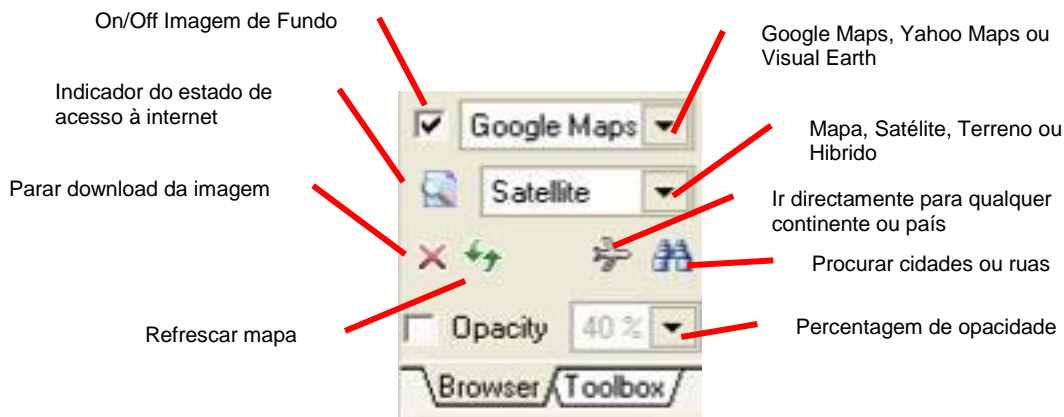 On/Off Imagem de Fundo
Google Maps, Yahoo Maps ou
Visual Earth
Indicador do estado de
acesso à internet
Google Maps
Mapa, Satélite, Terreno ou
Hibrido
Parar download da imagem
Satellite
Ir directamente para qualquer
continente ou país
Procurar cidades ou ruas
Refrescar mapa
Opacity
40 %
Percentagem de opacidade
Browser
Toolbox